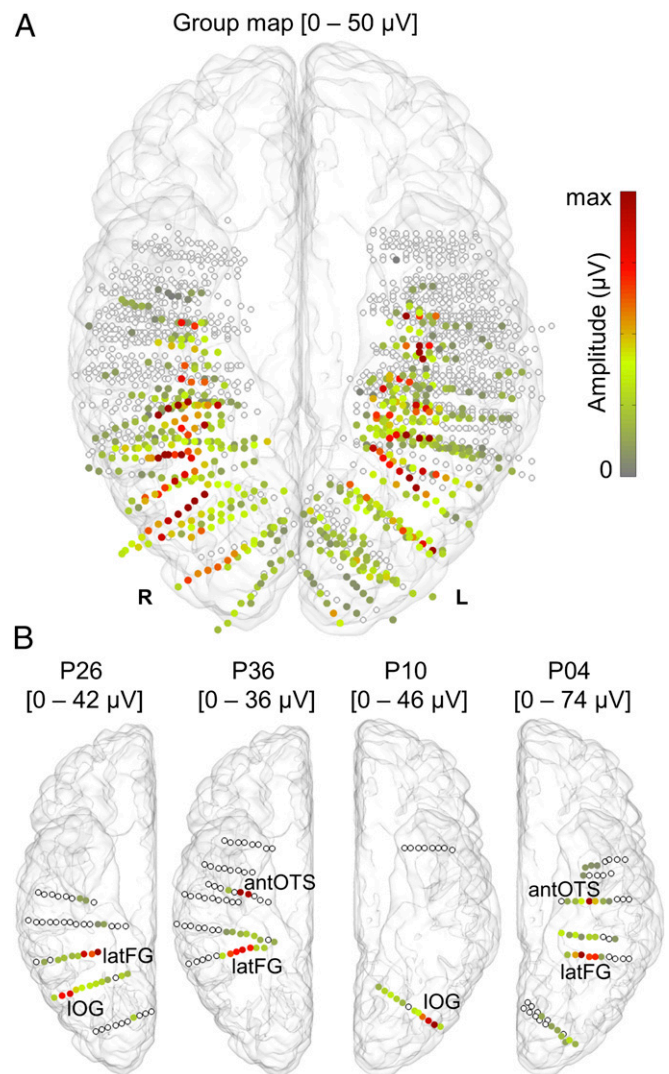 A
Group map [0 – 50 µV]
max
Amplitude (µV)
0
R
L
B
P26
[0 – 42 µV]
P36
[0 – 36 µV]
P10
[0 – 46 µV]
P04
[0 – 74 µV]
latFG
IOG
antOTS
latFG
IOG
antOTS
latFG